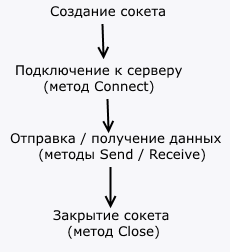 Создание сокета
Подключение к серверу
(метод Connect)
Отправка / получение данных
(методы Send / Receive)
Закрытие сокета
(метод Close)